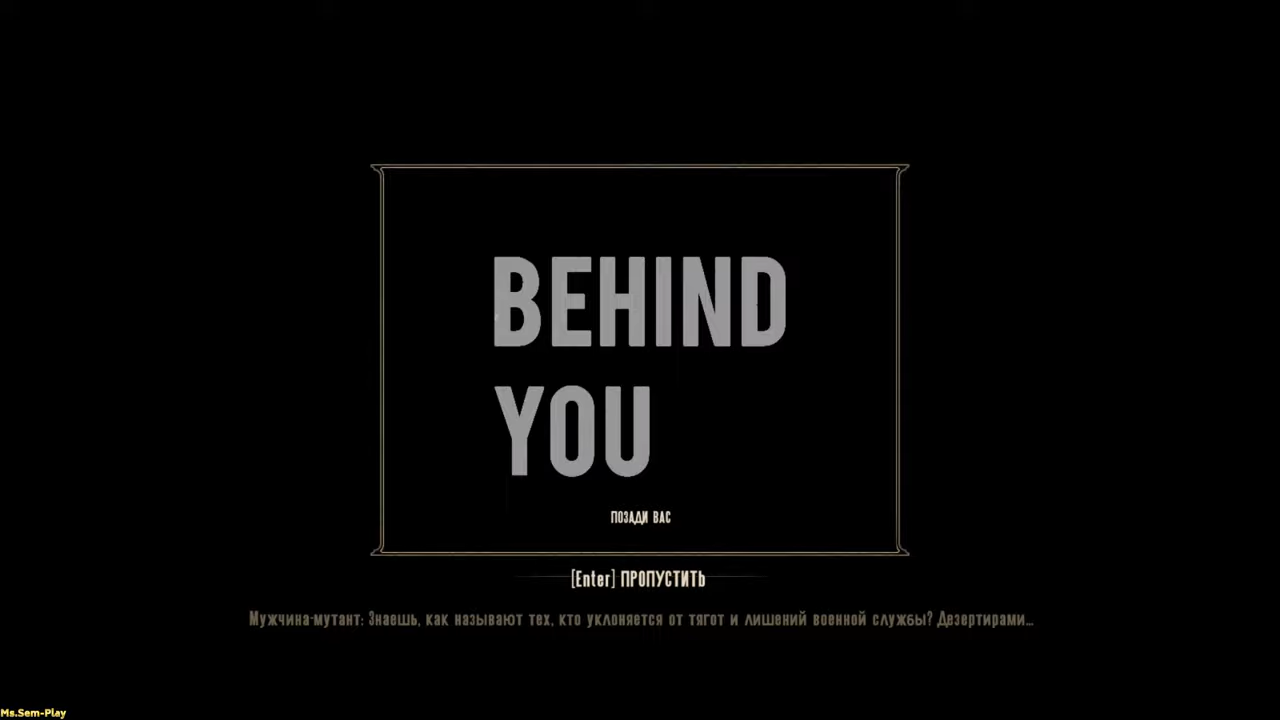 BEHIND
YOU
ПОЗАДИ ВАС
[Enter] ПРОПУСТИТЬ
Мужчина-мутант: Знаешь, как называют тех, кто уклоняется от тягот и лишений военной службы? Дезертирами...
Ms.Sem-Play